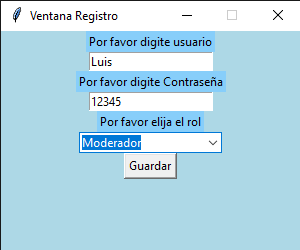 Ventana Registro
Por favor digite usuario
Luis
Por favor digite Contraseña
12345
Por favor elija el rol
Moderador
Guardar